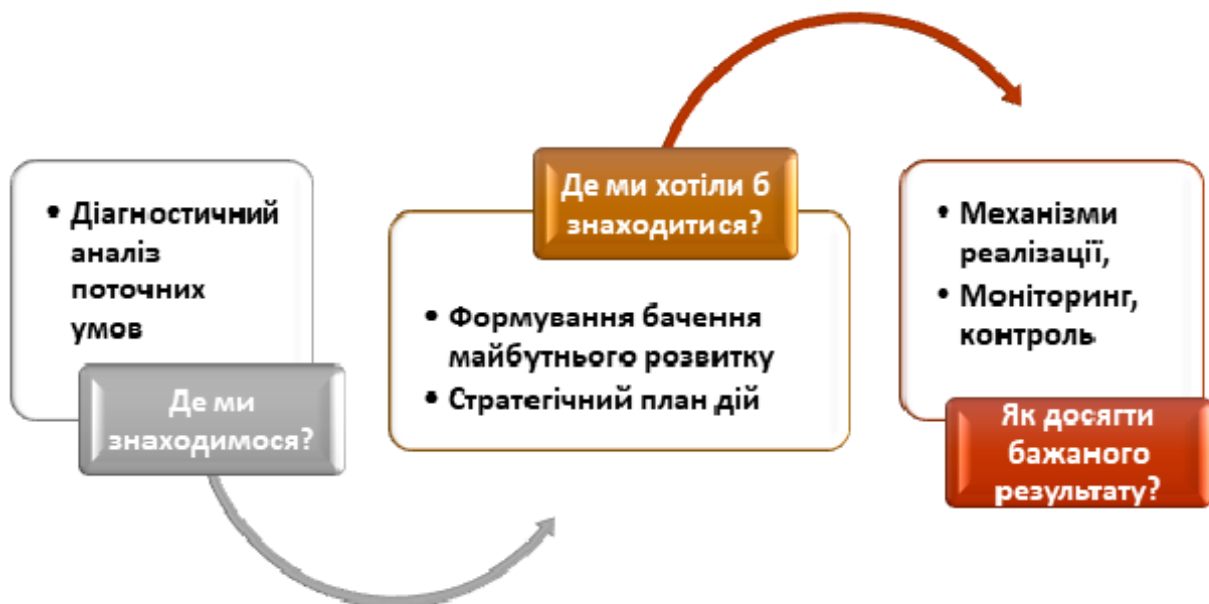 • Діагностичний
аналіз
поточних
умов
Де ми
знаходимося?
Де ми хотіли б
знаходитися?
• Формування бачення
майбутнього розвитку
• Стратегічний план дій
• Механізми
реалізації,
• Моніторинг,
контроль
Як досягти
бажаного
результату?